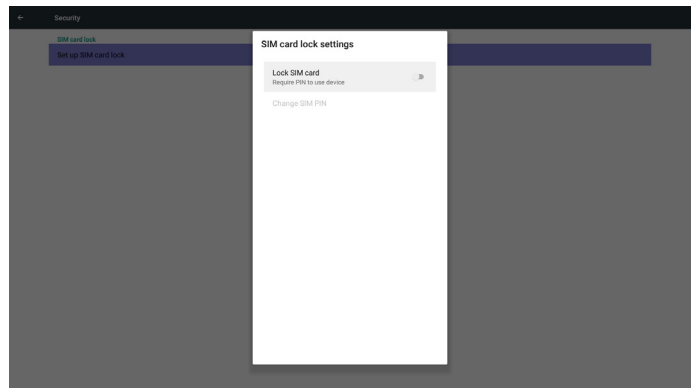 Security
SIM card lock
Set up SIM card lock
SIM card lock settings
Lock SIM card
Require PIN to use device
Change SIM PIN